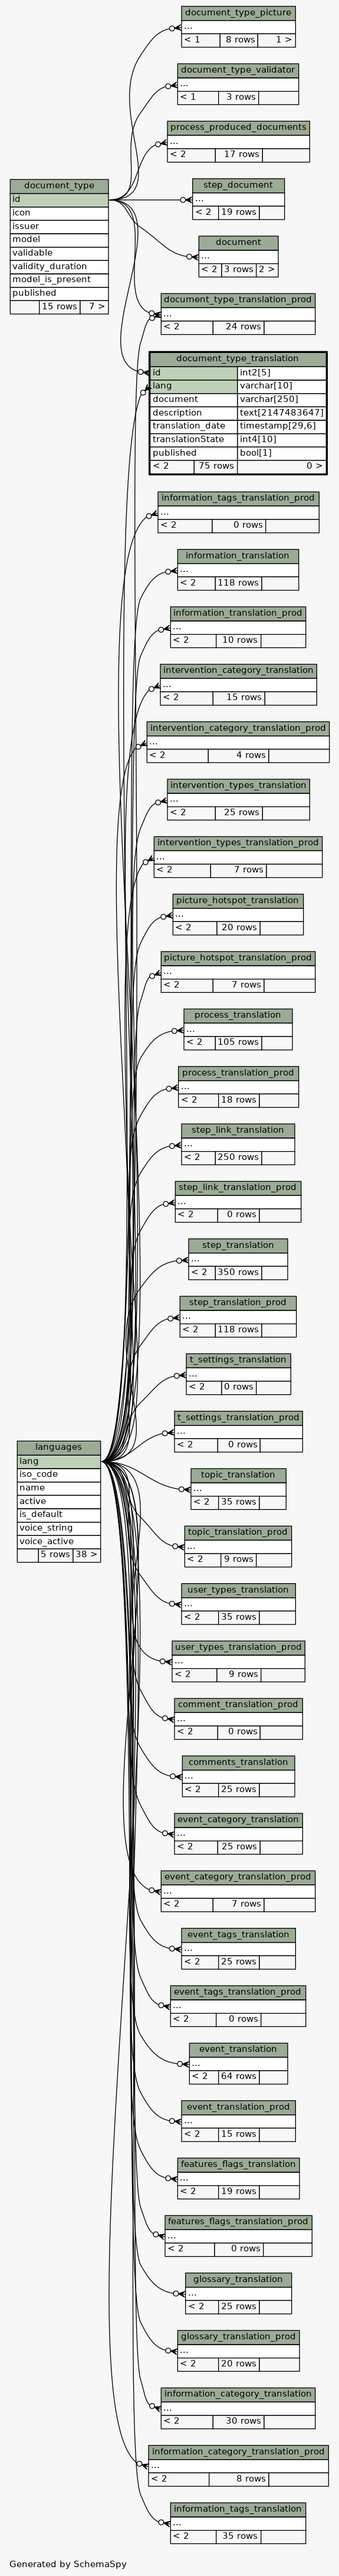 document_type_picture
...
< 1 8 rows 1 >
document_type_validator
...
< 1 3 rows
process_produced_documents
...
< 2 17 rows
document_type
id
icon
issuer
model
validable
validity_duration
model_is_present
published
15 rows 7 >
step_document
...
< 2 19 rows
document
...
< 2 3 rows 2 >
document_type_translation_prod
...
< 2 24 rows
document_type_translation
id int2[5]
lang varchar[10]
document varchar[250]
description text[2147483647]
translation_date timestamp[29,6]
translationState int4[10]
published bool[1]
< 2 75 rows 0 >
information_tags_translation_prod
...
< 2 0 rows
information_translation
...
< 2 118 rows
information_translation_prod
...
< 2 10 rows
intervention_category_translation
...
< 2 15 rows
intervention_category_translation_prod
...
< 2 4 rows
intervention_types_translation
...
< 2 25 rows
intervention_types_translation_prod
...
< 2 7 rows
picture_hotspot_translation
...
< 2 20 rows
picture_hotspot_translation_prod
...
< 2 7 rows
process_translation
...
< 2 105 rows
process_translation_prod
...
< 2 18 rows
step_link_translation
...
< 2 250 rows
step_link_translation_prod
...
< 2 0 rows
step_translation
...
< 2 350 rows
step_translation_prod
...
< 2 118 rows
t_settings_translation
...
< 2 0 rows
t_settings_translation_prod
...
< 2 0 rows
languages
lang
iso_code
name
active
is_default
voice_string
voice_active
5 rows 38 >
topic_translation
...
< 2 35 rows
topic_translation_prod
...
< 2 9 rows
user_types_translation
...
< 2 35 rows
user_types_translation_prod
...
< 2 9 rows
comment_translation_prod
...
< 2 0 rows
comments_translation
...
< 2 25 rows
event_category_translation
...
< 2 25 rows
event_category_translation_prod
...
< 2 7 rows
event_tags_translation
...
< 2 25 rows
event_tags_translation_prod
...
< 2 0 rows
event_translation
...
< 2 64 rows
event_translation_prod
...
< 2 15 rows
features_flags_translation
...
< 2 19 rows
features_flags_translation_prod
...
< 2 0 rows
glossary_translation
...
< 2 25 rows
glossary_translation_prod
...
< 2 20 rows
information_category_translation
...
< 2 30 rows
information_category_translation_prod
...
< 2 8 rows
information_tags_translation
...
< 2 35 rows
Generated by SchemaSpy